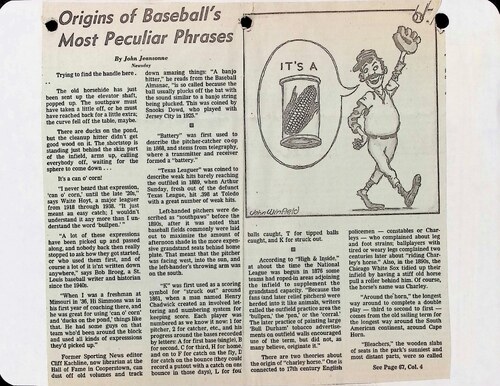 Origins of Baseball's
Most Peculiar Phrases
By John Jeansonne
Newsday
Trying to find the handle here.
The old horsehide has just
been sent up the elevator shaft,
popped up. The southpaw must
have taken a little off, or he must
have reached back for a little extra;
the curve fell off the table, maybe.
There are ducks on the pond,
but the cleanup hitter didn't get
good wood on it. The shortstop is
standing just behind the skin part
of the infield, arms up, calling
everybody off, waiting for the
sphere to come down . . .
It's a can o' corn!
"I never heard that expression,
'can o' corn,' until the late '20s,"
says Waite Hoyt, a major leaguer
from 1918 through 1938. "It just
meant an easy catch; I wouldn't
understand it any more than I un-
derstand the word 'bullpen.' "
"A lot of these expressions
have been picked up and passed
along, and nobody back then really
stopped to ask how they got started,
or who used them first, and of
course a lot of it isn't written down
anywhere," says Bob Broeg, a St.
Louis baseball writer and historian
since the 1940s.
"When I was a freshman at
Missouri in '38, Hi Simmons was in
his first year of coaching there, and
he was great for using 'can o' corn'
and 'ducks on the pond,' things like
that. He had some guys on that
team who'd been around the block
and used all kinds of expressions
they'd picked up."
Former Sporting News editor
Cliff Kachline, now librarian at the
Hall of Fame in Cooperstown, can
dust off old volumes and track
down amazing things: "A banjo
hitter," he reads from the Baseball
Almanac, "is so called because the
ball usually plucks off the bat with
the sound similar to a banjo string
being plucked. This was coined by
Snooks Dowd, who played with
Jersey City in 1925."
"Battery" was first used to
describe the pitcher-catcher co-op
in 1868, and stems from telegraphy,
where a transmitter and receiver
formed a "battery."
"Texas Leaguer" was coined to
describe weak hits barely reaching
the outfield in 1889, when Arthur
Sunday, fresh out of the defunct
Texas League, hit .398 at Toledo
with a great number of weak hits.
Left-handed pitchers were de-
scribed as "southpaws" before the
1890s, after it was noted that
baseball fields commonly were laid
out to maximize the amount of
afternoon shade in the more expen-
sive grandstand seats behind home
plate. That meant that the pitcher
was facing west, into the sun, and
the left-hander's throwing arm was
on the south.
"K" was first used as a scoring
symbol for "struck out" around
1861, when a man named Henry
Chadwick created an involved let-
tering and numbering system for
keeping score. Each player was
numbered as we know it now: 1 for
pitcher, 2 for catcher, etc., and his
progress around the bases recorded
by letters: A for first base (single),
B for second, C for third, H for home,
and on to F for catch on the fly,
for catch on the bounce (they could
record a putout with a catch on one
bounce in those days), L for foul
balls caught, T for tipped balls
caught, and K for struck out.
According to "High & Inside,"
at about the time the National
League was begun in 1876 some
parks had roped-in areas adjoining
the infield to supplement the
grandstand capacity. "Because the
fans (and later relief pitchers) were
herded into it like animals, writers
called the outfield practice area the
'bullpen,' the 'pen,' or the 'corral.'
The later practice of posting large
'Bull Durham' tobacco advertise-
ments on outfield walls encouraged
use of the term, but did not, as
many believe, originate it."
There are two theories about
the origin of "charley horse." One is
connected to 17th century English
policemen — constables or Char-
leys — who complained about leg
and foot strains; ballplayers with
tired or weary legs complained two
centuries later about "riding Char-
ley's horse." Also, in the 1890s, the
Chicago White Sox tidied up their
infield by having a stiff old horse
pull a roller behind him. Of course,
the horse's name was Charley.
"Around the horn," the longest
way around to complete a double
play — third to second to first —
comes from the old sailing term for
the longest way around the South
American continent, around Cape
Horn.
"Bleachers," the wooden slabs
of seats in the park's sunniest and
most distant parts, were so called
See Page 67, Col. 4
IT'S A
John Winfield